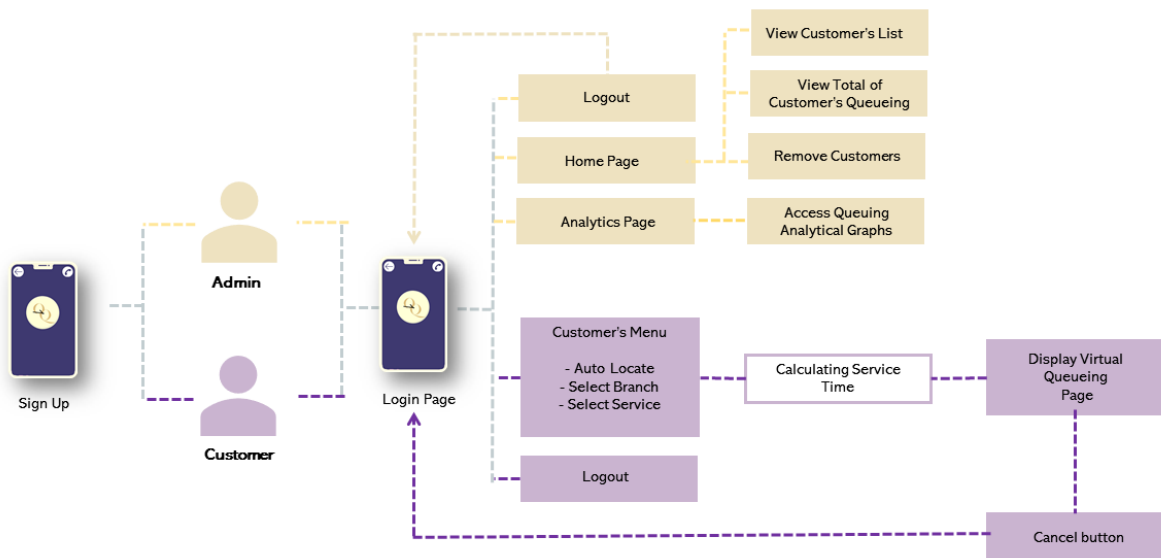 View Customer's List
View Total of
Customer's Queueing
Logout
Home Page
Remove Customers
Analytics Page
Access Queuing
Analytical Graphs
Admin
Sign Up
Customer
Login Page
Customer's Menu
- Auto Locate
- Select Branch
- Select Service
Calculating Service
Time
Display Virtual
Queueing
Page
Logout
Cancel button